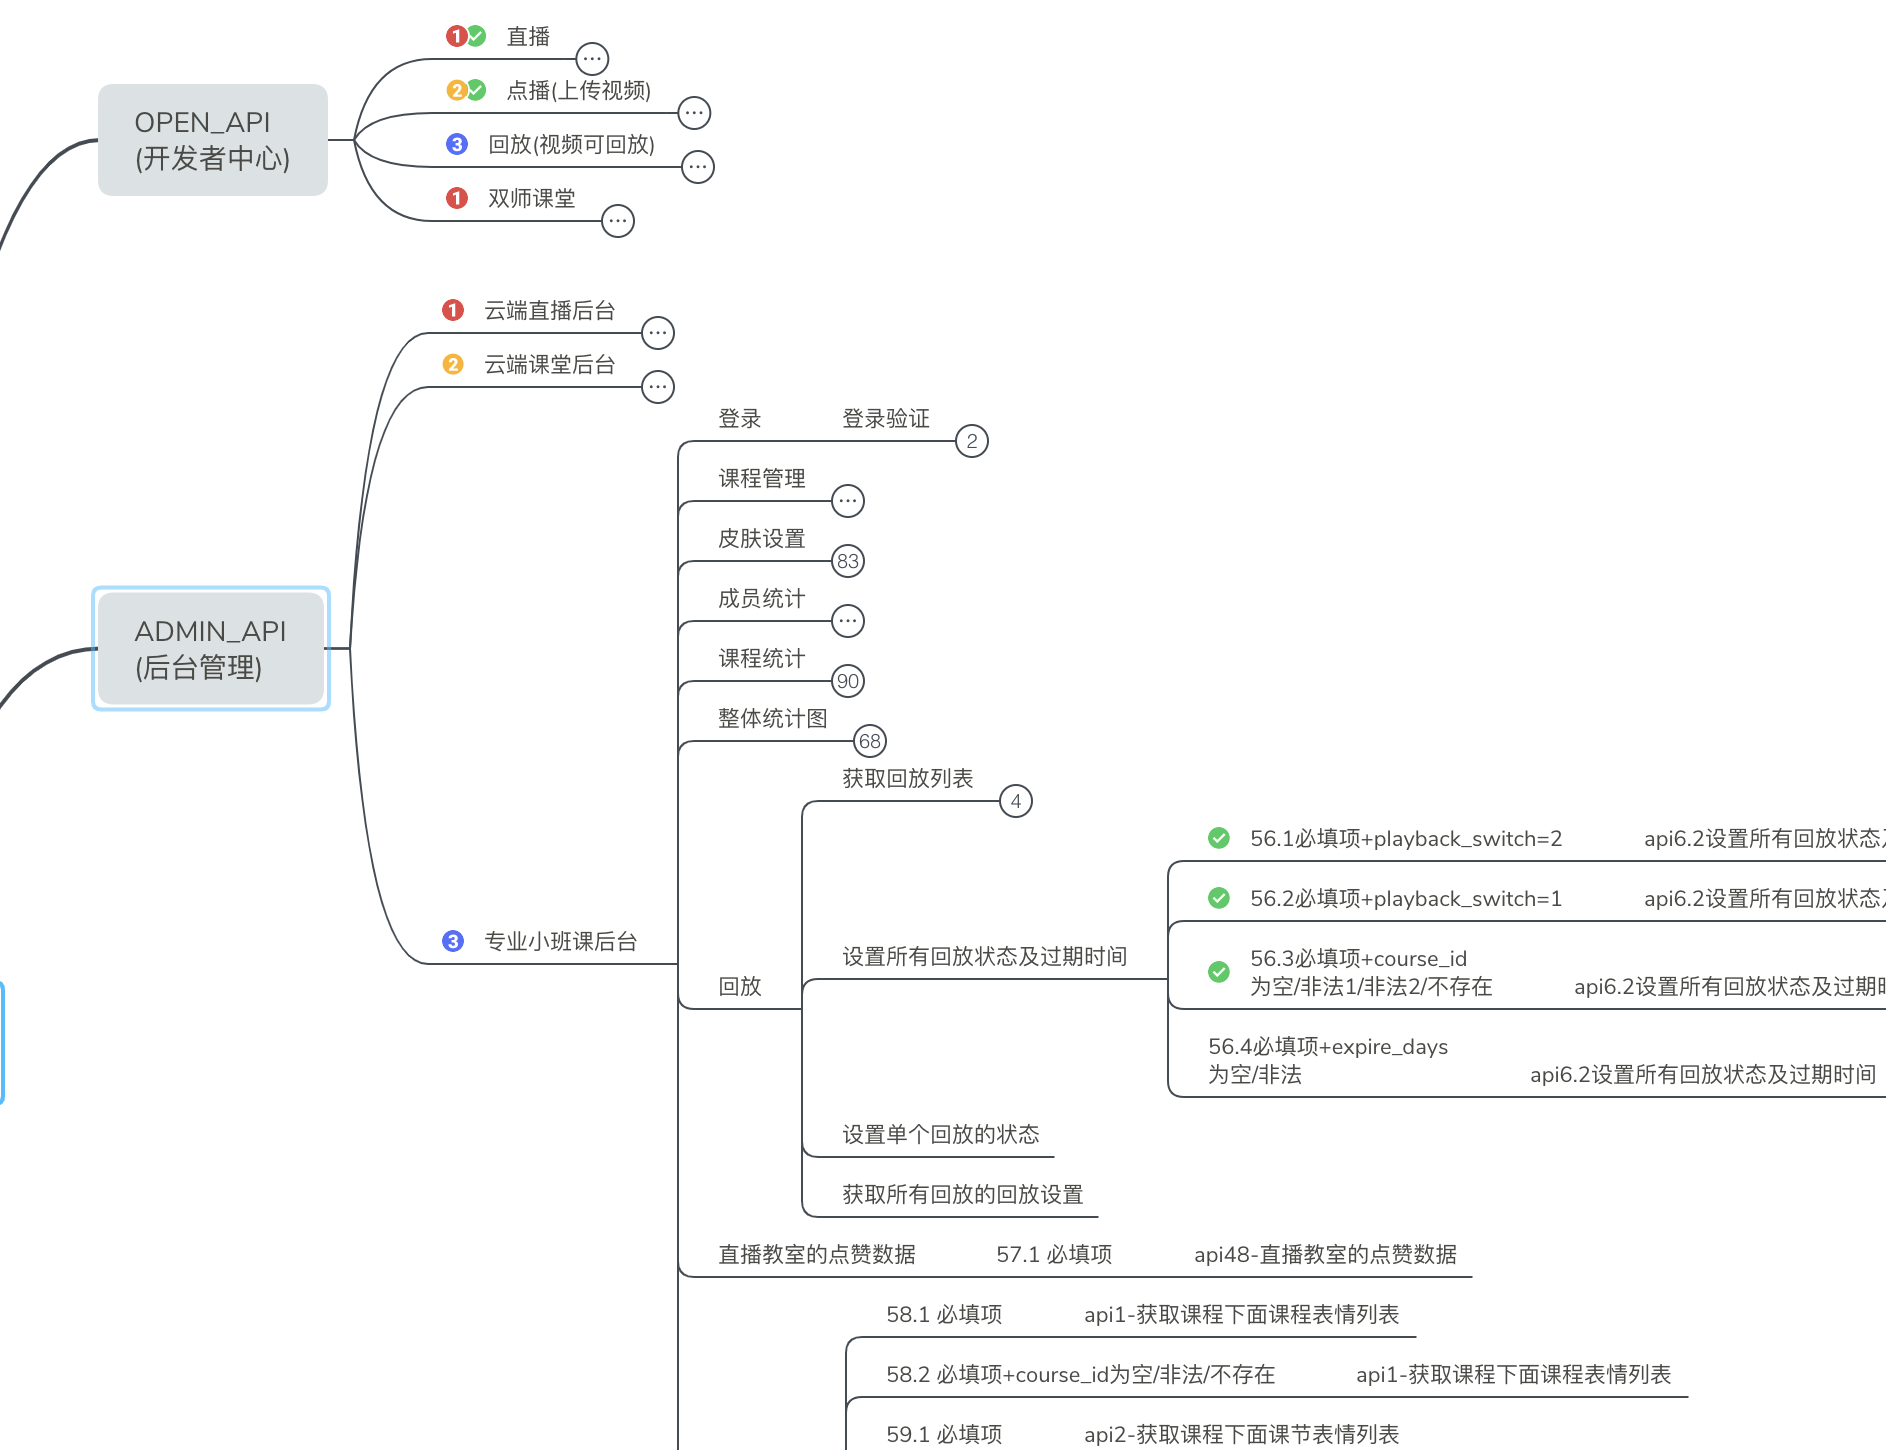 1 直播
...
2 点播(上传视频)
...
OPEN_API
(开发者中心)
3 回放(视频可回放)
...
1 双师课堂
...
1 云端直播后台
...
2 云端课堂后台
...
登录 登录验证 2
课程管理 ...
皮肤设置 83
成员统计 ...
ADMIN_API
(后台管理)
课程统计 90
整体统计图 68
获取回放列表 4
56.1必填项+playback_switch=2 api6.2设置所有回放状态
56.2必填项+playback_switch=1 api6.2设置所有回放状态
3 专业小班课后台
设置所有回放状态及过期时间
56.3必填项+course_id
为空/非法1/非法2/不存在 api6.2设置所有回放状态及过期
回放
56.4必填项+expire_days
为空/非法 api6.2设置所有回放状态及过期时间
设置单个回放的状态
获取所有回放的回放设置
直播教室的点赞数据 57.1 必填项 api48-直播教室的点赞数据
58.1 必填项 api1-获取课程下面课程表情列表
58.2 必填项+course_id为空/非法/不存在 api1-获取课程下面课程表情列表
59.1 必填项 api2-获取课程下面课节表情列表